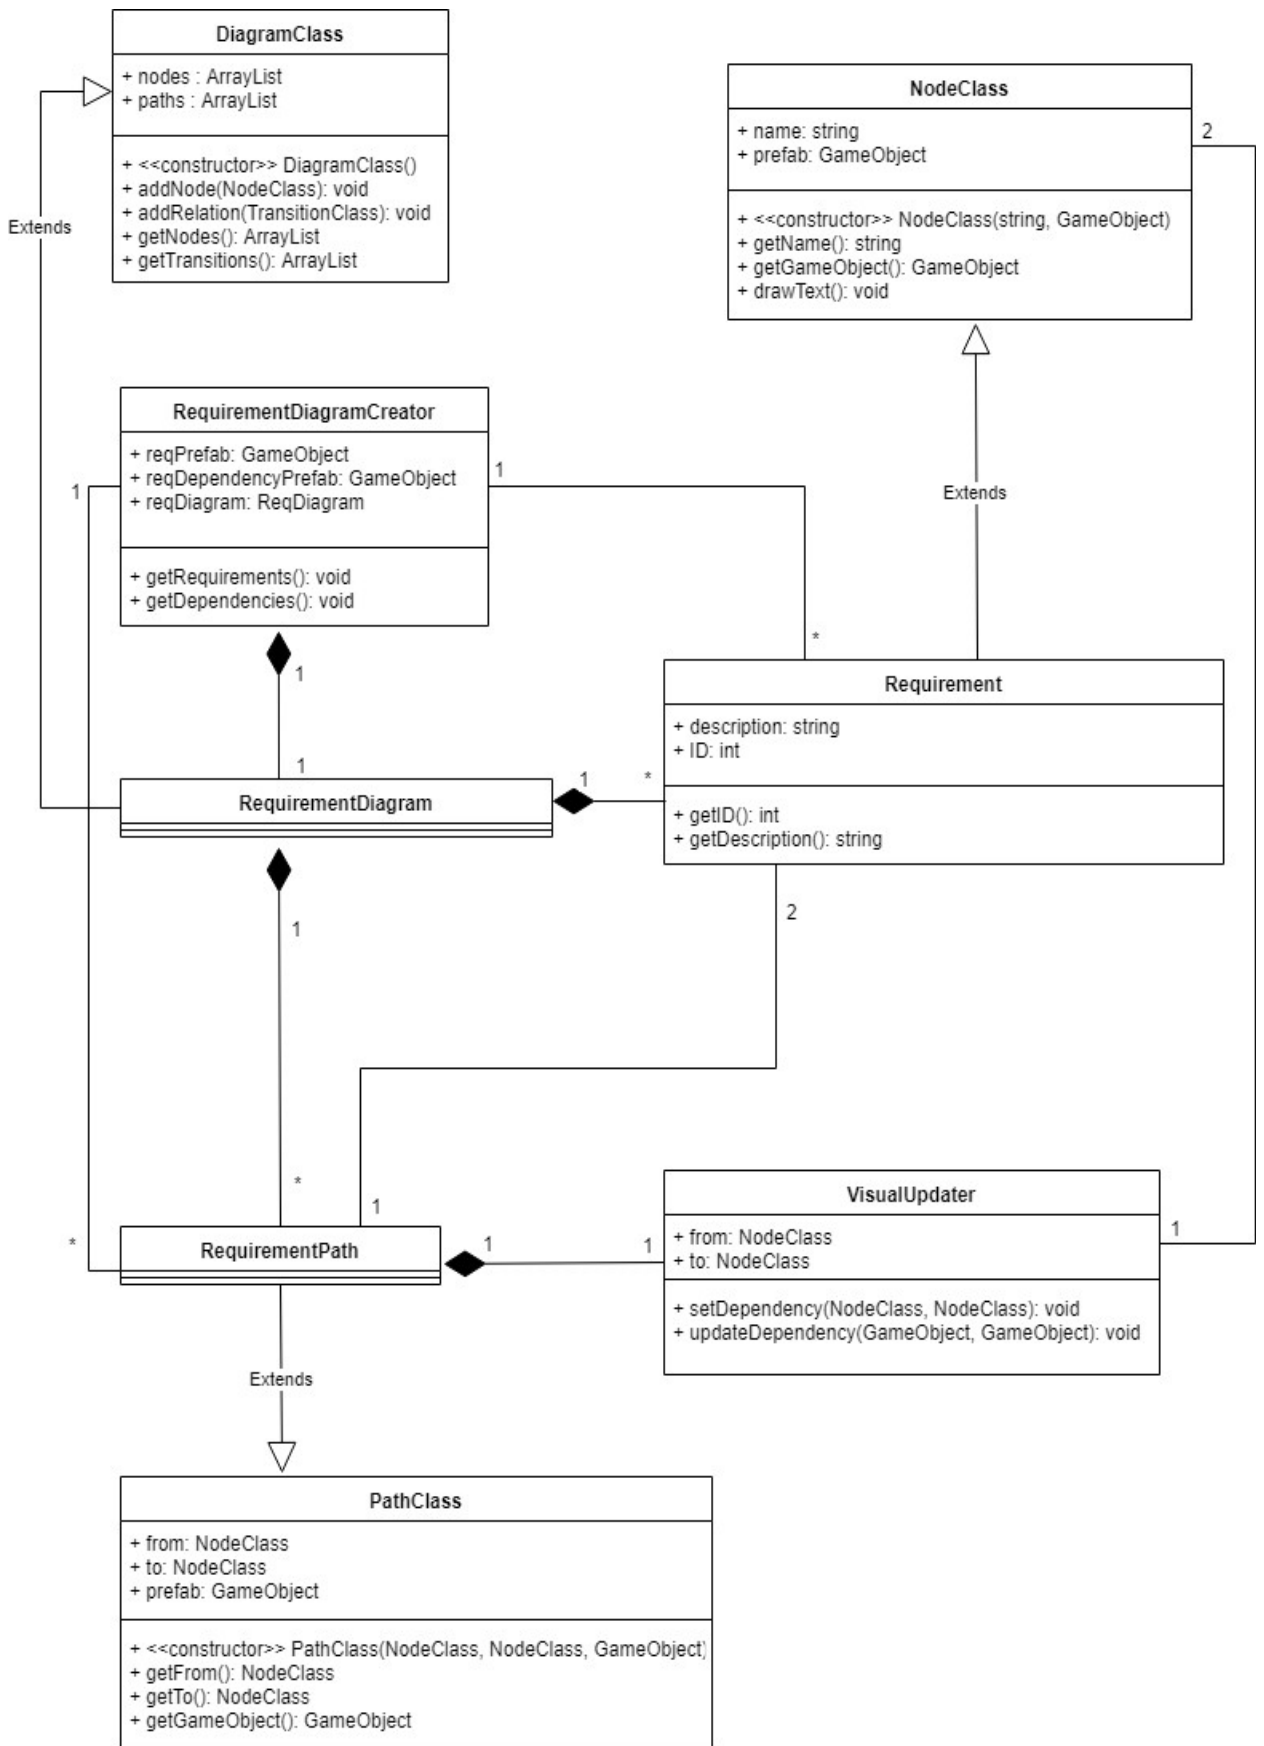 DiagramClass
+ nodes : ArrayList
+ paths : ArrayList
+ <<constructor>> DiagramClass()
+ addNode(NodeClass): void
+ addRelation(TransitionClass): void
+ getNodes(): ArrayList
+ getTransitions(): ArrayList
Extends
NodeClass
+ name: string
+ prefab: GameObject
+ <<constructor>> NodeClass(string, GameObject)
+ getName(): string
+ getGameObject(): GameObject
+ drawText(): void
2
Extends
RequirementDiagramCreator
+ reqPrefab: GameObject
+ reqDependencyPrefab: GameObject
+ reqDiagram: ReqDiagram
+ getRequirements(): void
+ getDependencies(): void
1
1
*
1
1
Requirement
+ description: string
+ ID: int
+ getID(): int
+ getDescription(): string
RequirementDiagram
1
*
1
*
2
1
*
RequirementPath
1
1
VisualUpdater
+ from: NodeClass
+ to: NodeClass
+ setDependency(NodeClass, NodeClass): void
+ updateDependency(GameObject, GameObject): void
1
Extends
PathClass
+ from: NodeClass
+ to: NodeClass
+ prefab: GameObject
+ <<constructor>> PathClass(NodeClass, NodeClass, GameObject)
+ getFrom(): NodeClass
+ getTo(): NodeClass
+ getGameObject(): GameObject